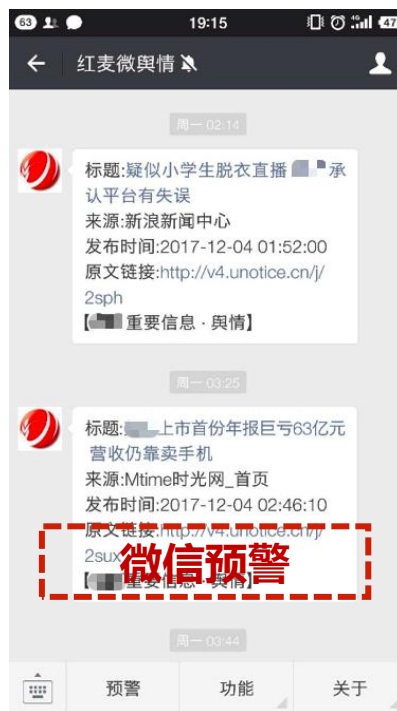 63
19:15
47
红麦微舆情
周一 02:14
标题:疑似小学生脱衣直播 承
认平台有失误
来源:新浪新闻中心
发布时间:2017-12-04 01:52:00
原文链接:http://v4.unotice.cn/j/
2sph
【 重要信息 · 舆情】
周一 03:25
标题: 上市首份年报巨亏63亿元
营收仍靠卖手机
来源:Mtime时光网_首页
发布时间:2017-12-04 02:46:10
原文链接:http://v4.unotice.cn/j/
2sux
微信预警
【 重要信息 · 舆情】
周一 03:44
预警
功能
关于